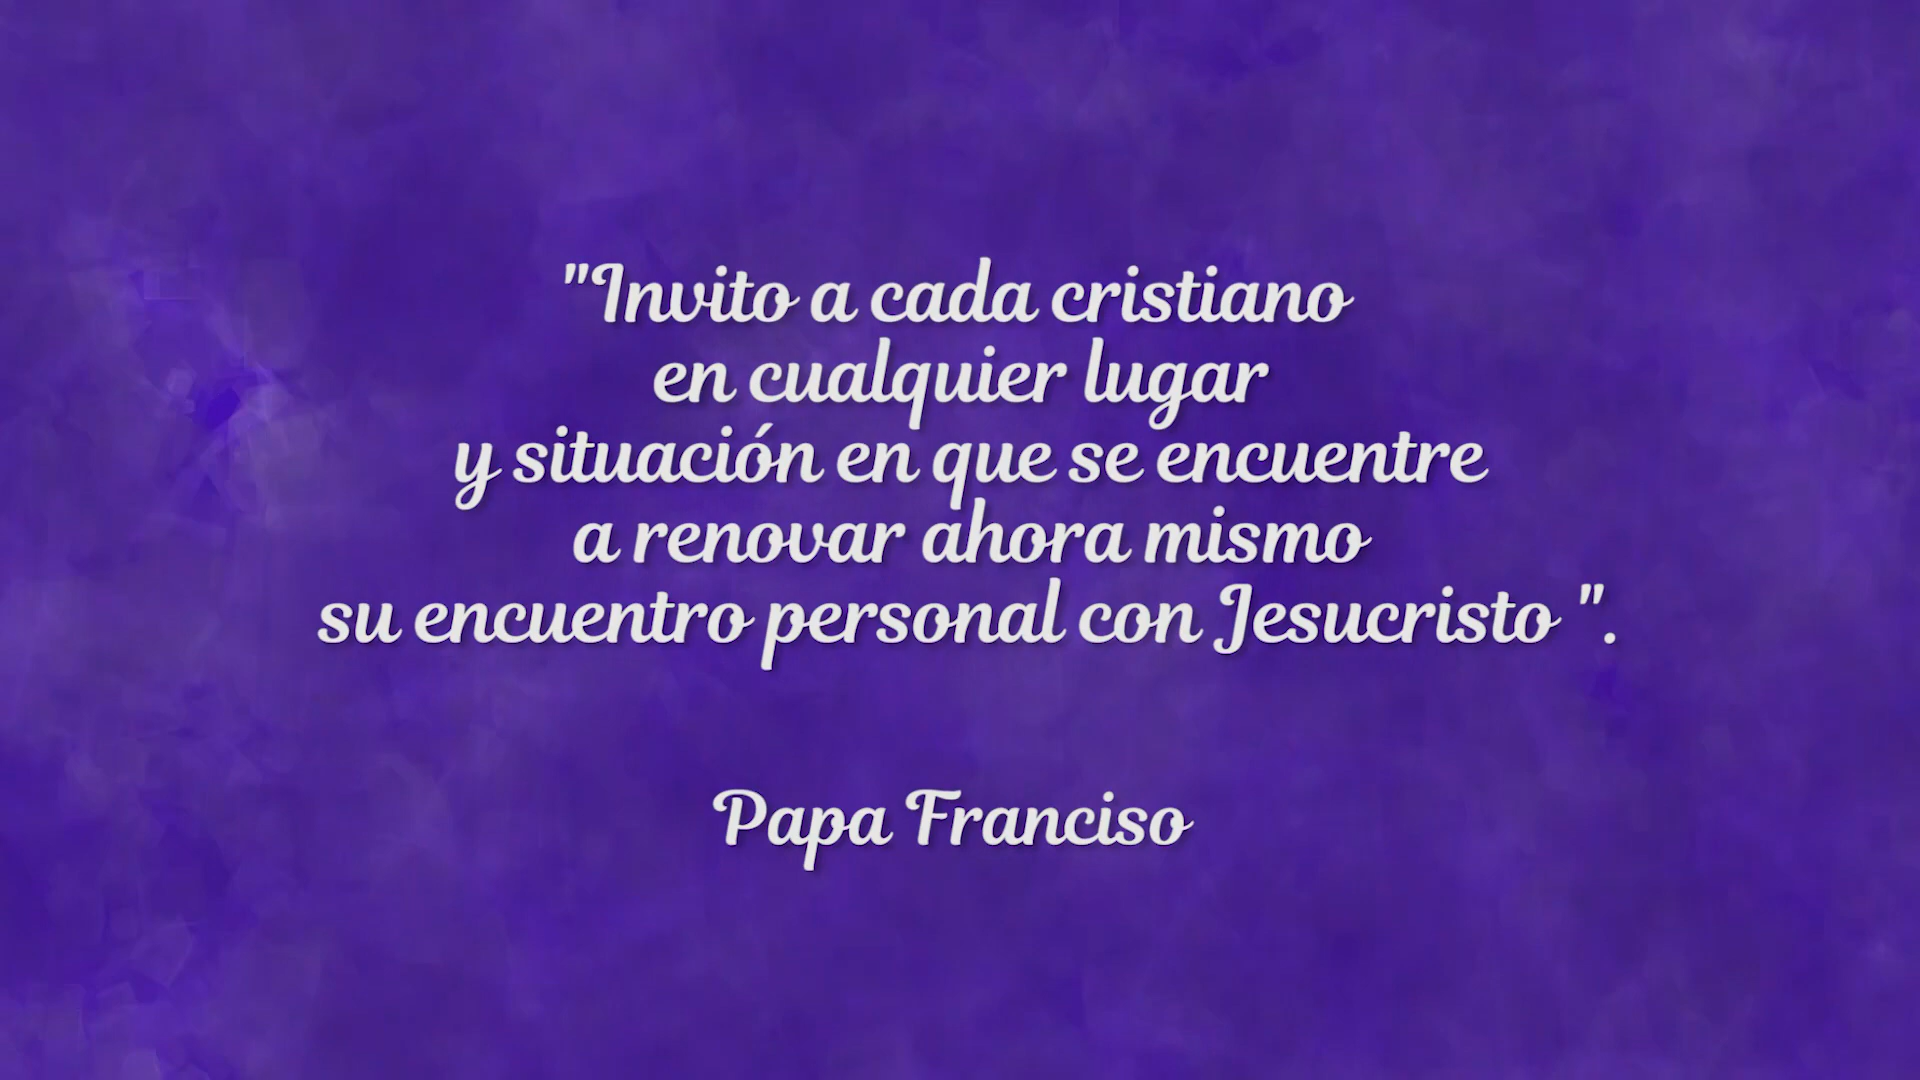 "Invito a cada cristiano
en cualquier lugar
y situación en que se encuentre
a renovar ahora mismo
su encuentro personal con Jesucristo ".
Papa Franciso